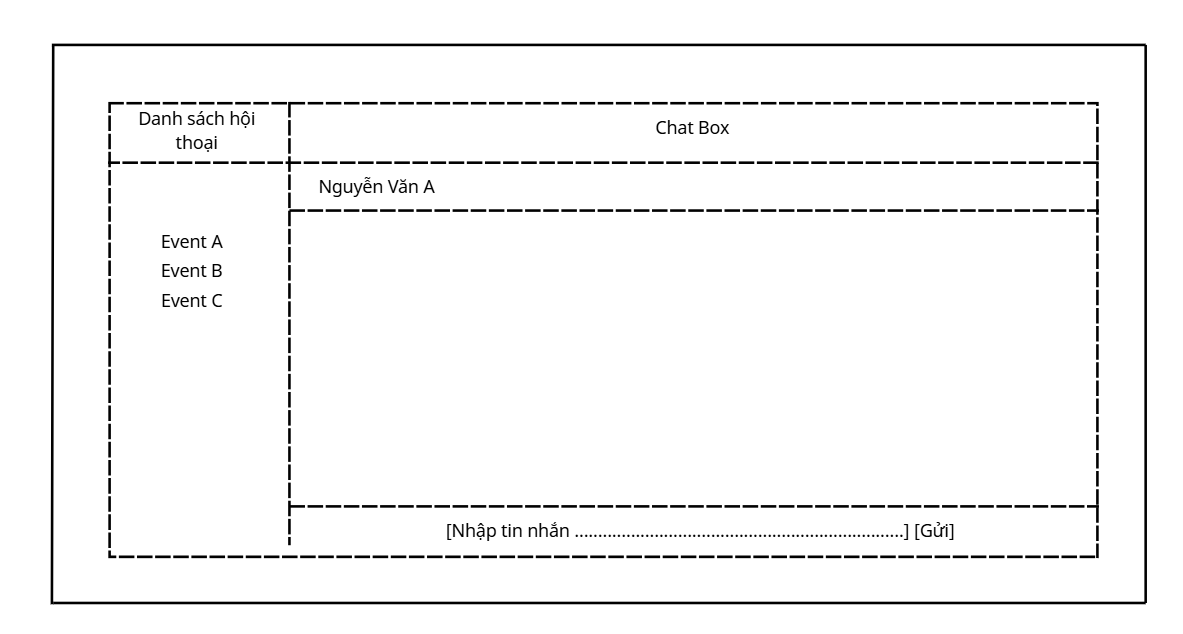 Danh sách hội
thoại
Chat Box
Nguyễn Văn A
Event A
Event B
Event C
[Nhập tin nhắn ......................................................................] [Gửi]